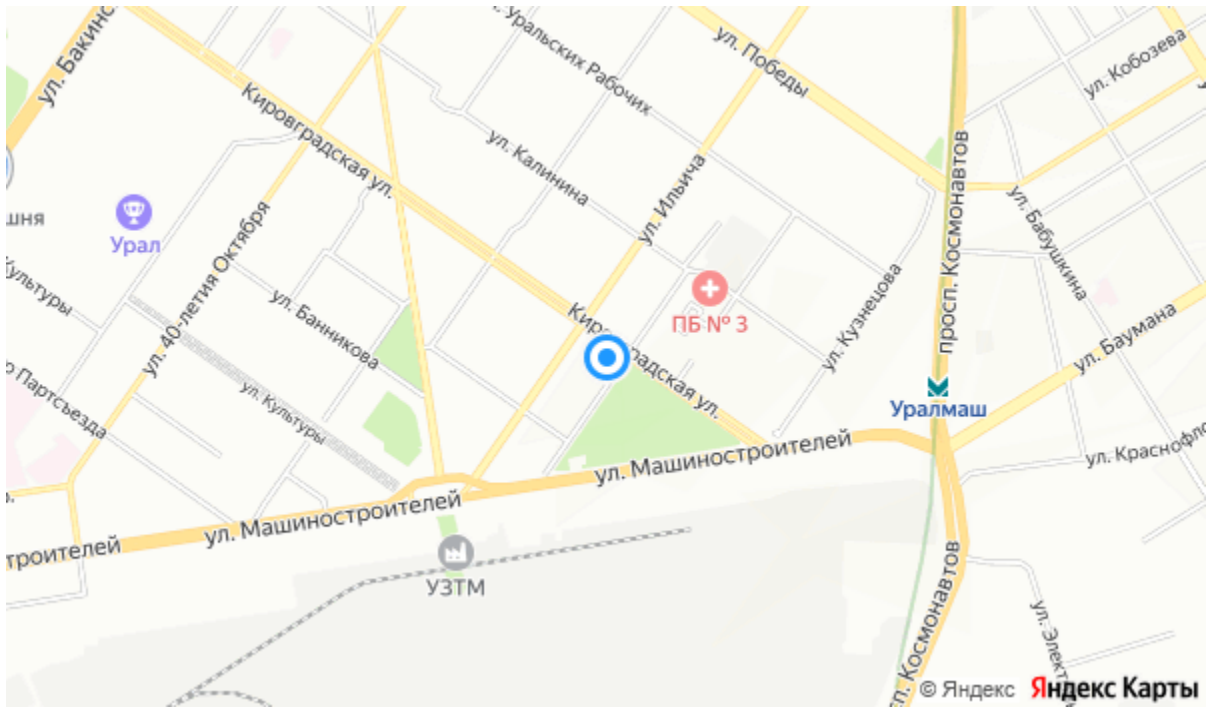 ул. Бакинс
ул. Уральских Рабочих
ул. Победы
ул. Кобозева
Кировградская ул.
ул. Калинина
просп. Космонавтов
ул. Ильича
ул. Бабушкина
шня
Урал
ул. 40-летия Октября
Культуры
ул. Банникова
ПБ № 3
ул. Кузнецова
ул. Баумана
Кировградская ул.
о Партсъезда
ул. Культуры
Уралмаш
ул. Машиностроителей
ул. Краснофло
ул. Машиностроителей
троителей
УЗТМ
сп. Космонавтов
ул. Элект
© Яндекс Яндекс Карты